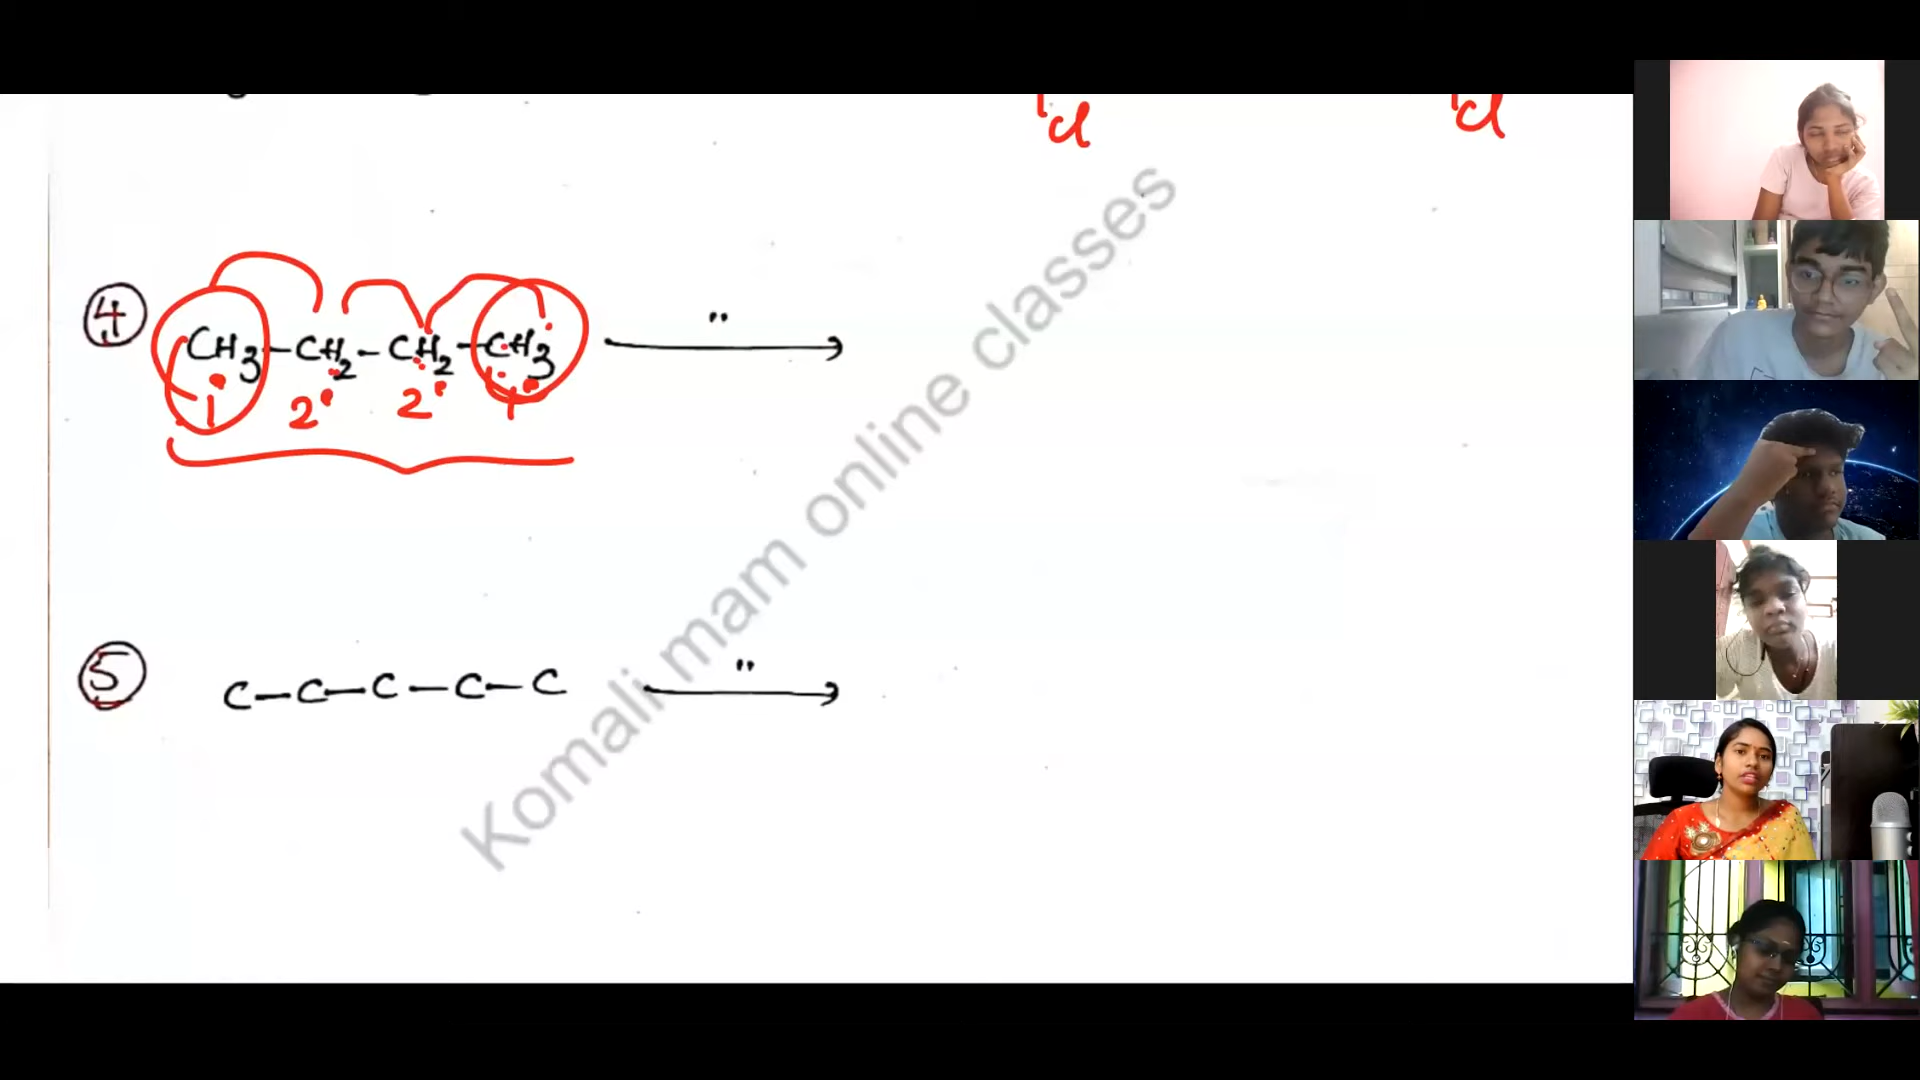 Cl Cl
4 CH3-CH2-CH2-CH3 "
1° 2° 2° 1°
5 C-C-C-C-C "
Komali mam online classes